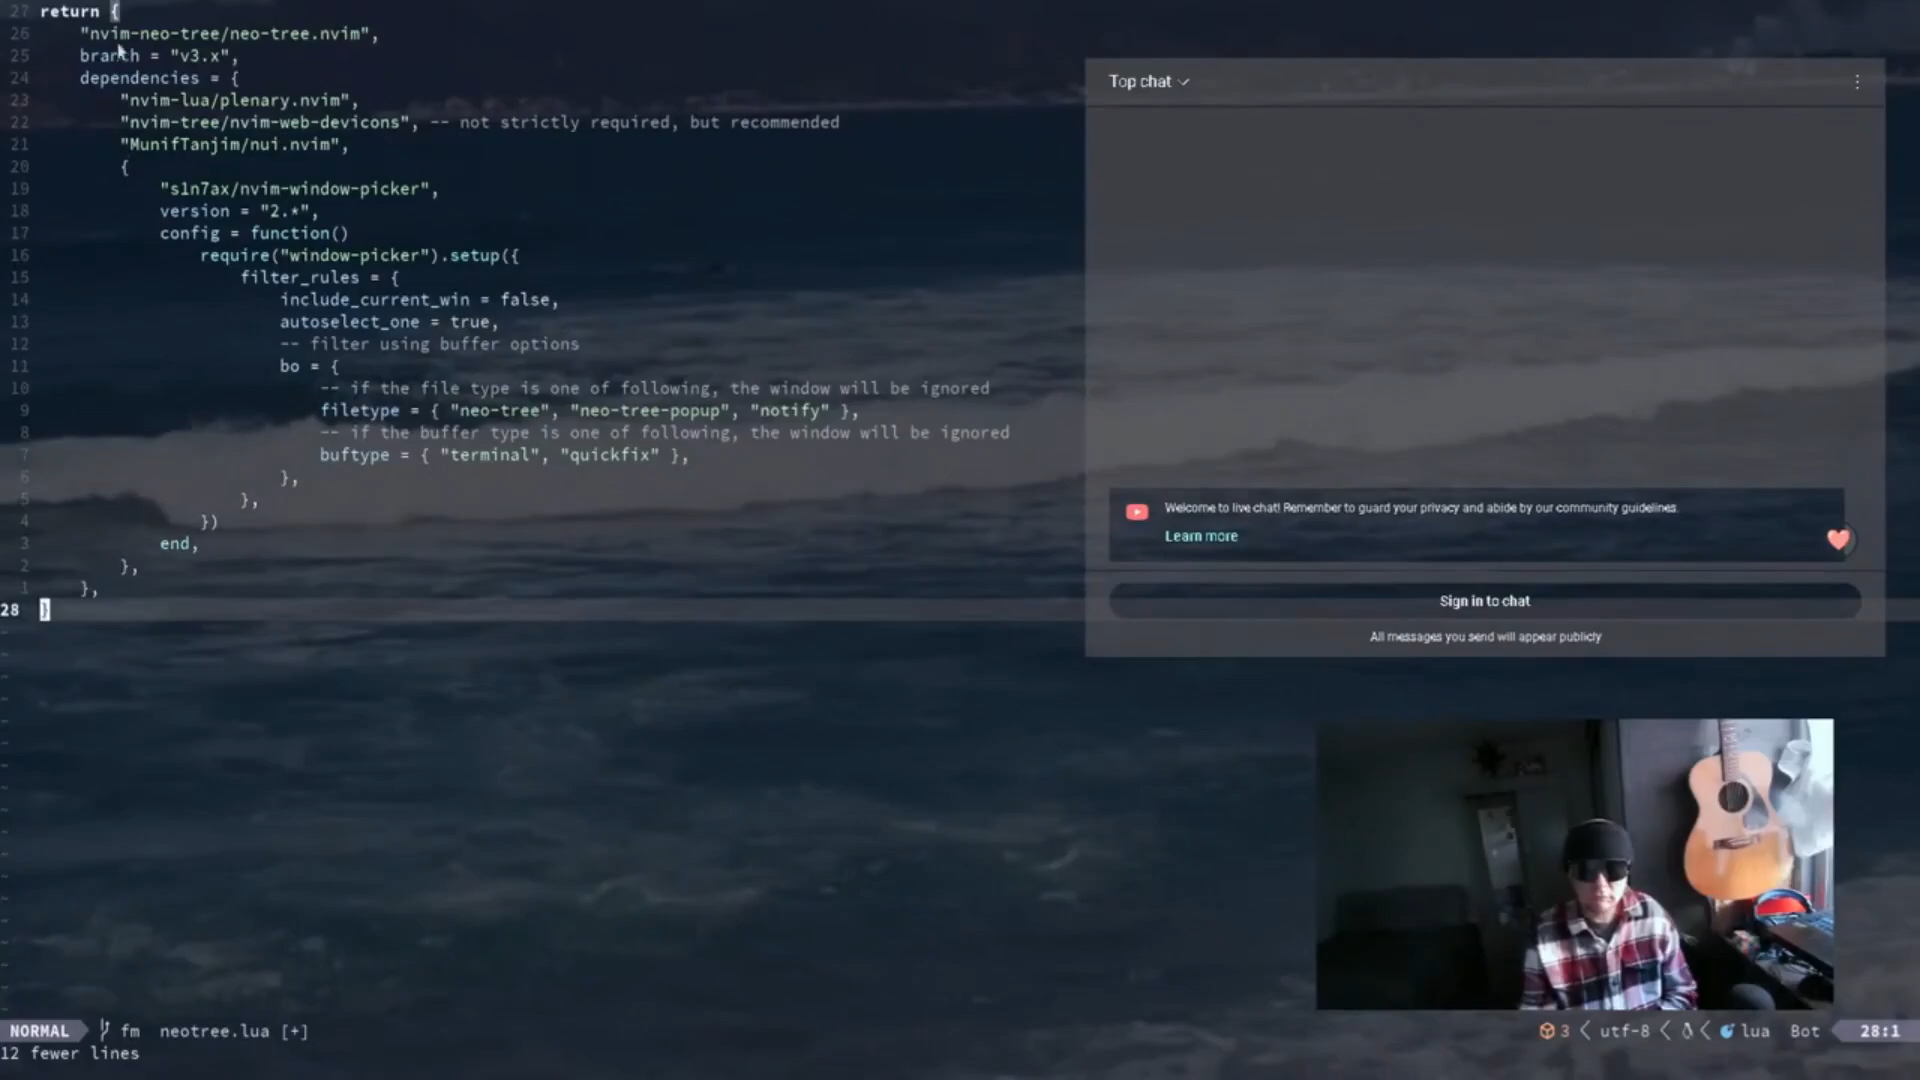 27 return {
26 "nvim-neo-tree/neo-tree.nvim",
25 branch = "v3.x",
24 dependencies = {
23 "nvim-lua/plenary.nvim",
22 "nvim-tree/nvim-web-devicons", -- not strictly required, but recommended
21 "MunifTanjim/nui.nvim",
20 {
19 "s1n7ax/nvim-window-picker",
18 version = "2.*",
17 config = function()
16 require("window-picker").setup({
15 filter_rules = {
14 include_current_win = false,
13 autoselect_one = true,
12 -- filter using buffer options
11 bo = {
10 -- if the file type is one of following, the window will be ignored
9 filetype = { "neo-tree", "neo-tree-popup", "notify" },
8 -- if the buffer type is one of following, the window will be ignored
7 buftype = { "terminal", "quickfix" },
6 },
5 },
4 })
3 end,
2 },
1 },
28 }
NORMAL fm neotree.lua [+]
3 < utf-8 < < lua Bot 28:1
12 fewer lines
Top chat
Welcome to live chat! Remember to guard your privacy and abide by our community guidelines.
Learn more
Sign in to chat
All messages you send will appear publicly